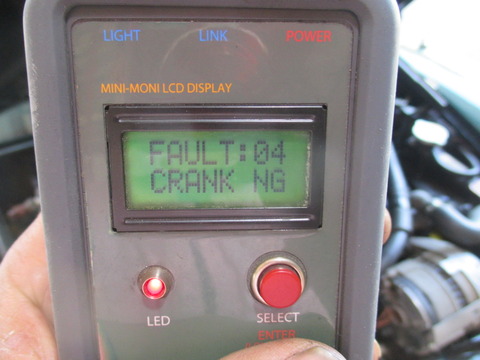 LIGHT LINK POWER
MINI-MONI LCD DISPLAY
FAULT:04
CRANK NG
LED
SELECT
ENTER